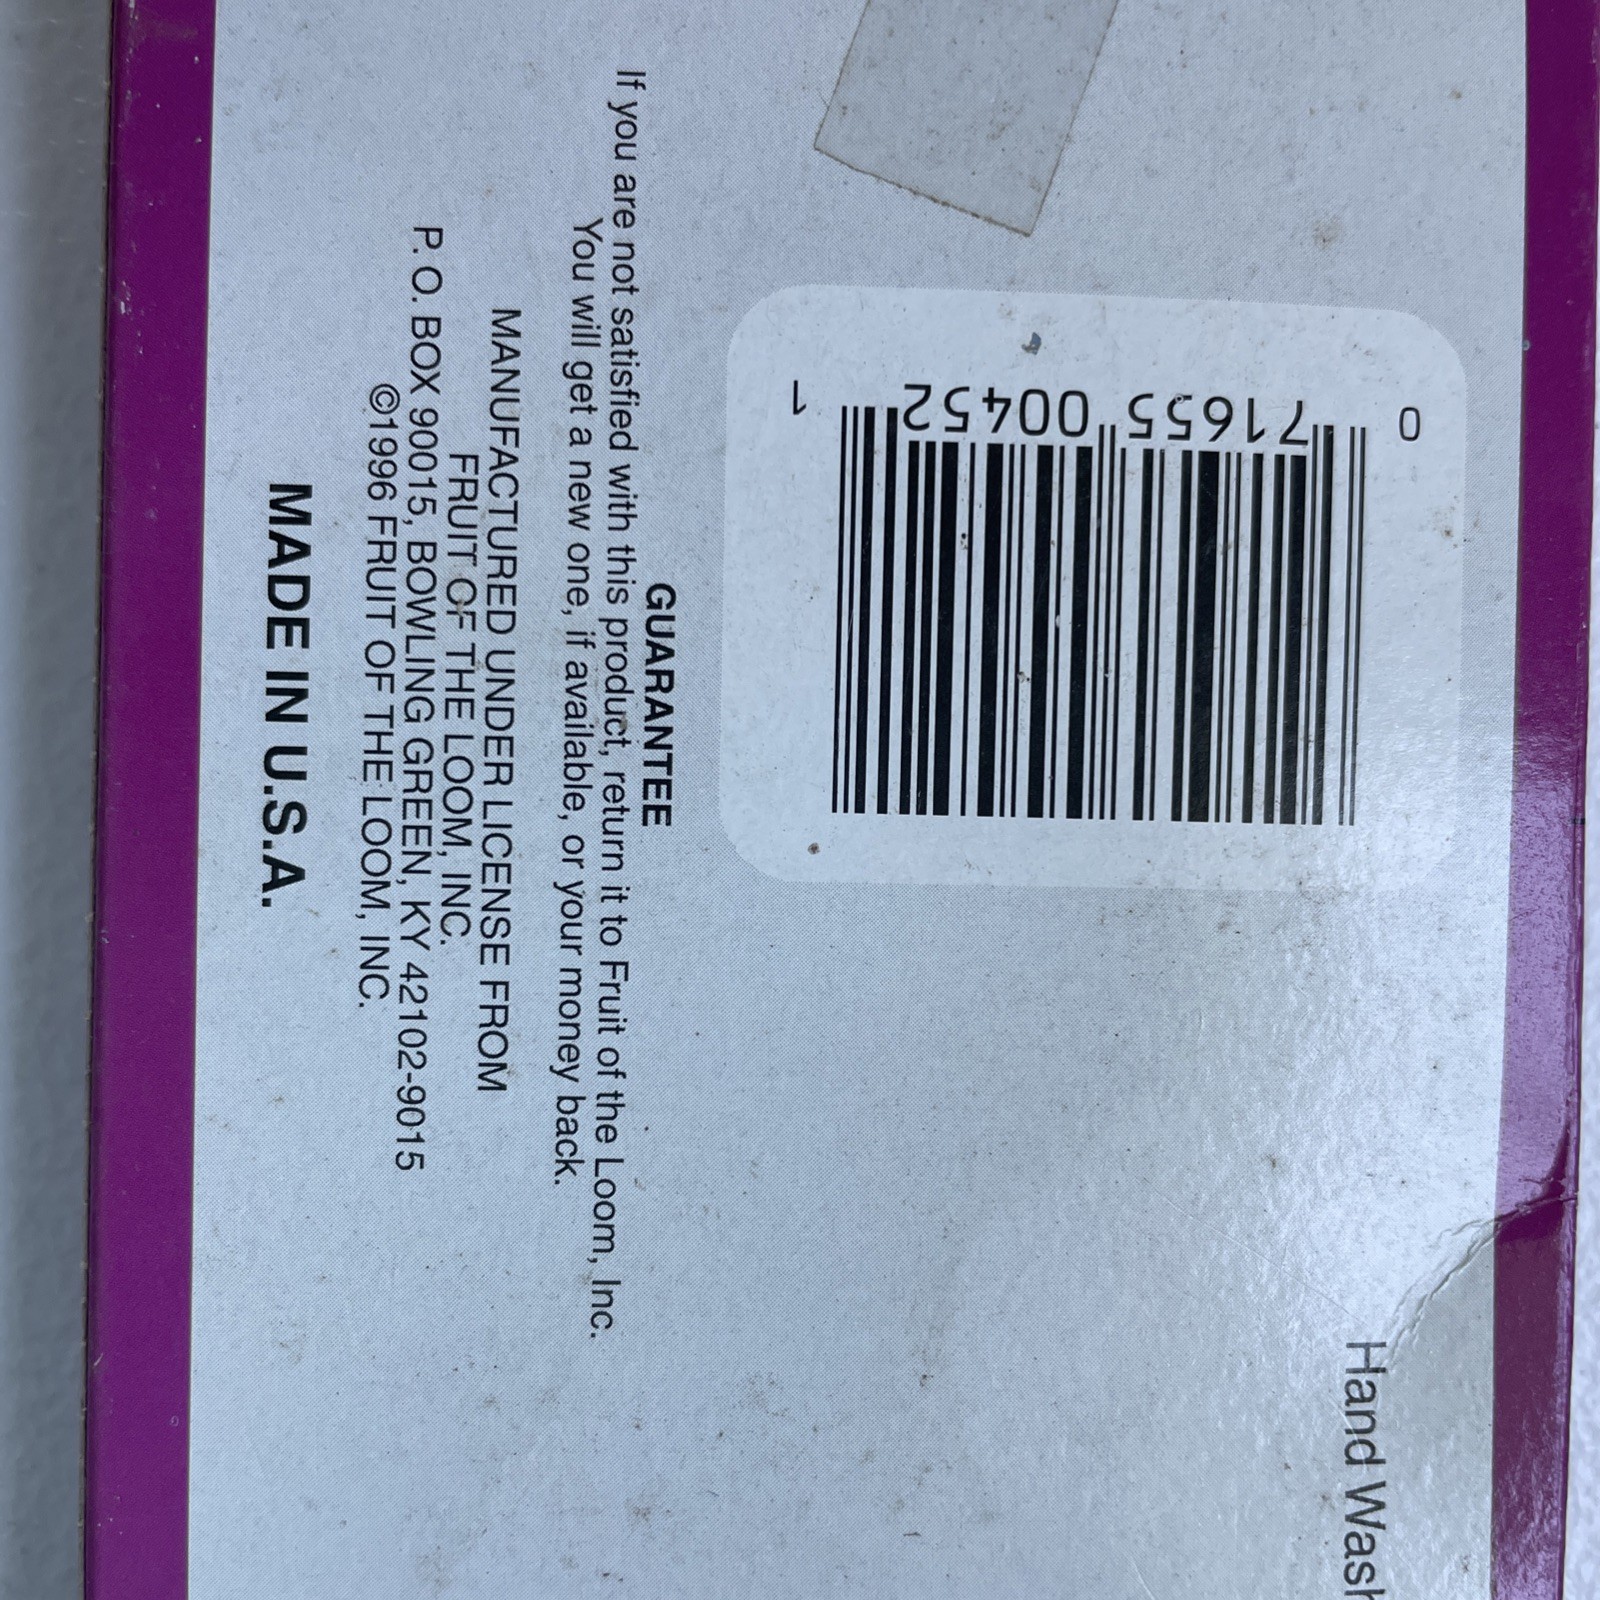 0 71655 00452 1
Hand Wash
GUARANTEE
If you are not satisfied with this product, return it to Fruit of the Loom, Inc.
You will get a new one, if available, or your money back.
MANUFACTURED UNDER LICENSE FROM
FRUIT OF THE LOOM, INC.
P. O. BOX 90015, BOWLING GREEN, KY 42102-9015
©1996 FRUIT OF THE LOOM, INC.
MADE IN U.S.A.